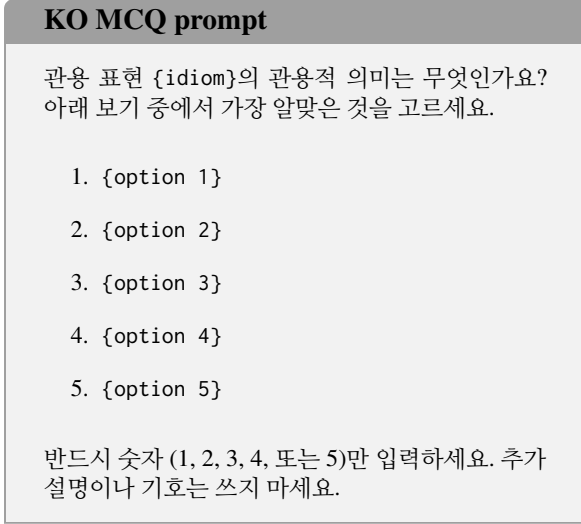 KO MCQ prompt
관용 표현 {idiom}의 관용적 의미는 무엇인가요?
아래 보기 중에서 가장 알맞은 것을 고르세요.
1. {option 1}
2. {option 2}
3. {option 3}
4. {option 4}
5. {option 5}
반드시 숫자 (1, 2, 3, 4, 또는 5)만 입력하세요. 추가
설명이나 기호는 쓰지 마세요.